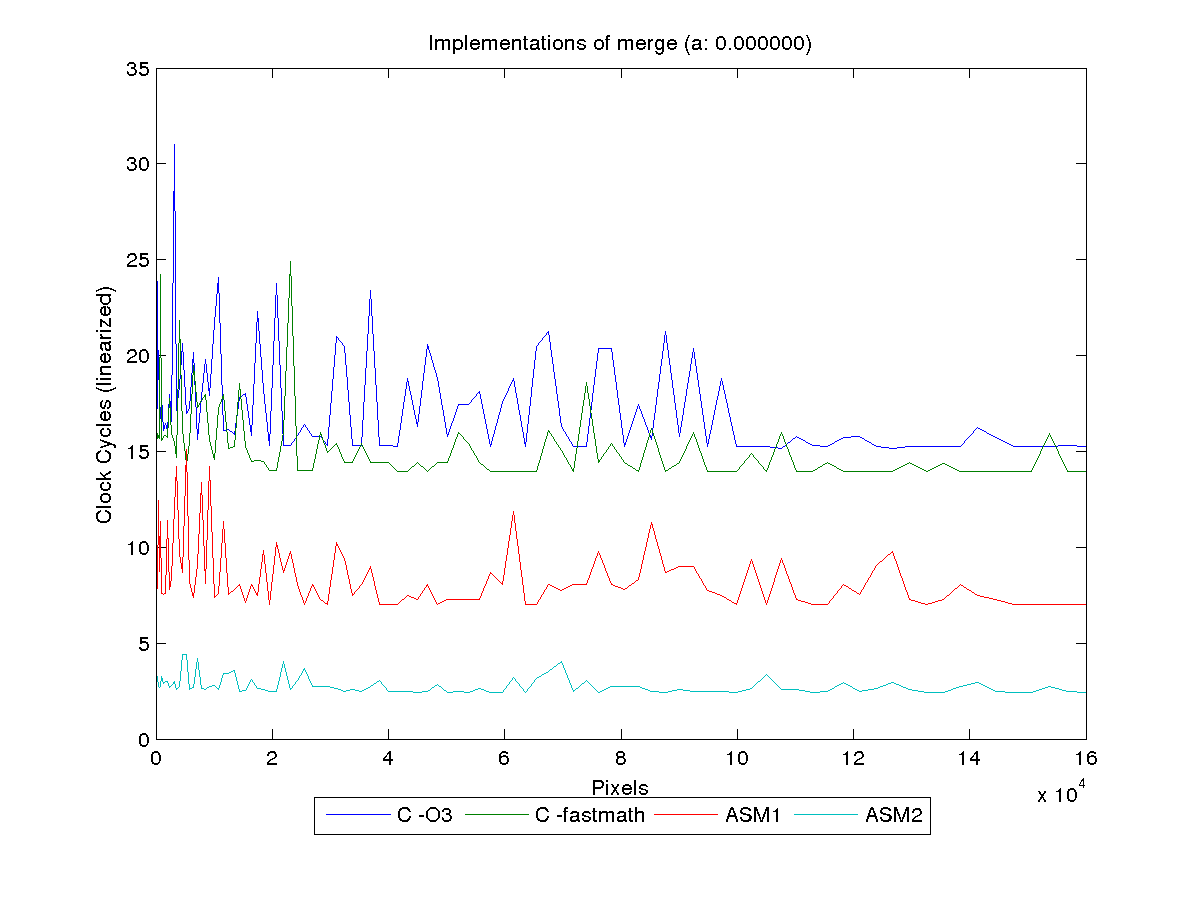 Implementations of merge (a: 0.000000)
35
30
25
20
15
10
5
0
Clock Cycles (linearized)
0 2 4 6 8 10 12 14 16
x 10^4
Pixels
C -O3 C -fastmath ASM1 ASM2